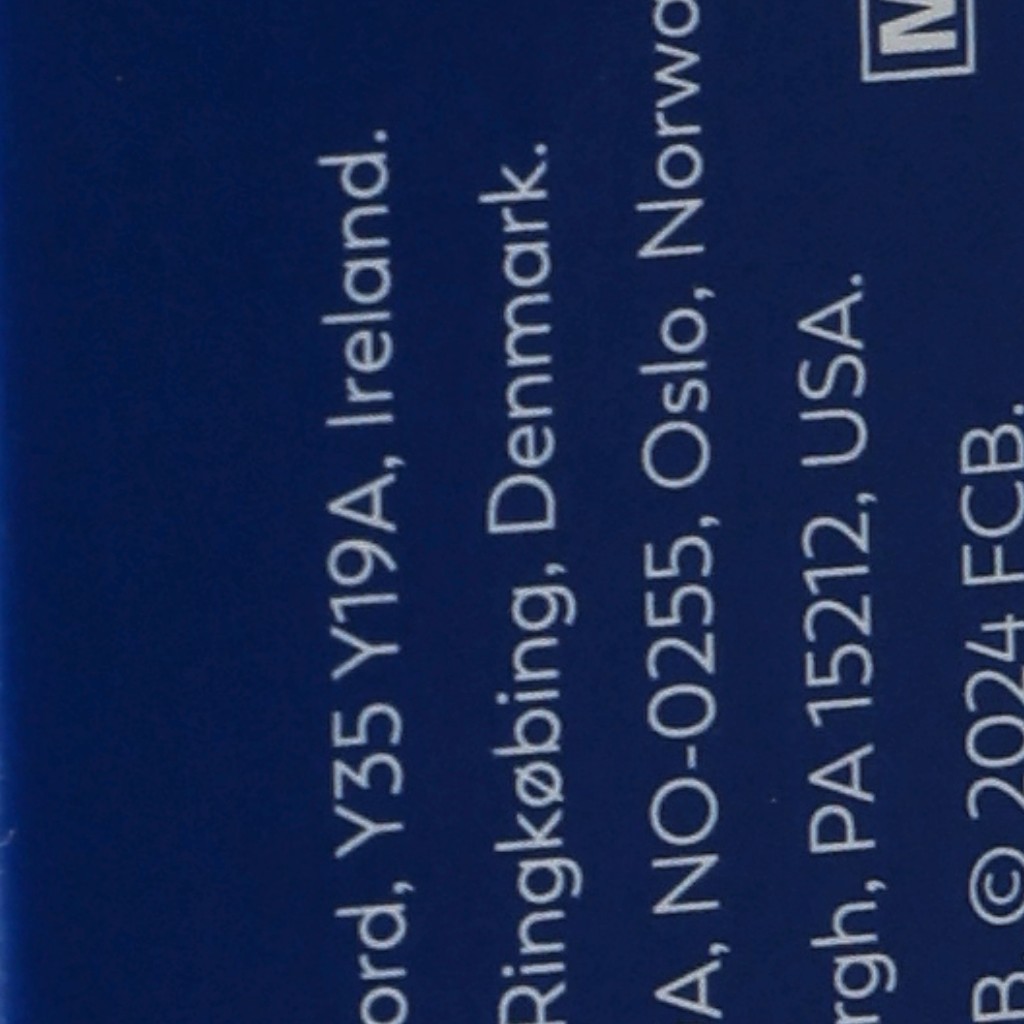 ord, Y35 Y19A, Ireland.
Ringkøbing, Denmark.
A, NO-0255, Oslo, Norwa
rgh, PA 15212, USA.
B. © 2024 FCB.